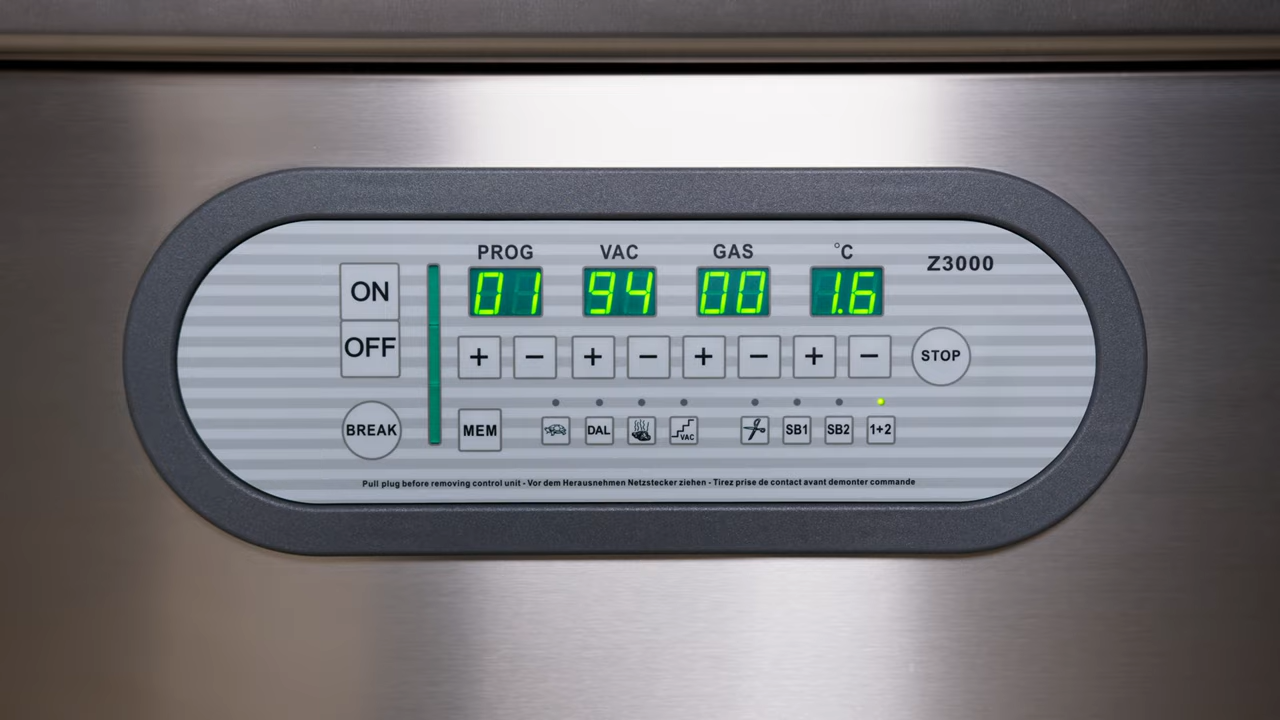 PROG VAC GAS °C Z3000
ON 01 94 00 1.6
OFF + − + − + − + − STOP
BREAK MEM DAL VAC SB1 SB2 1+2
Pull plug before removing control unit - Vor dem Herausnehmen Netzstecker ziehen - Tirez prise de contact avant demonter commande